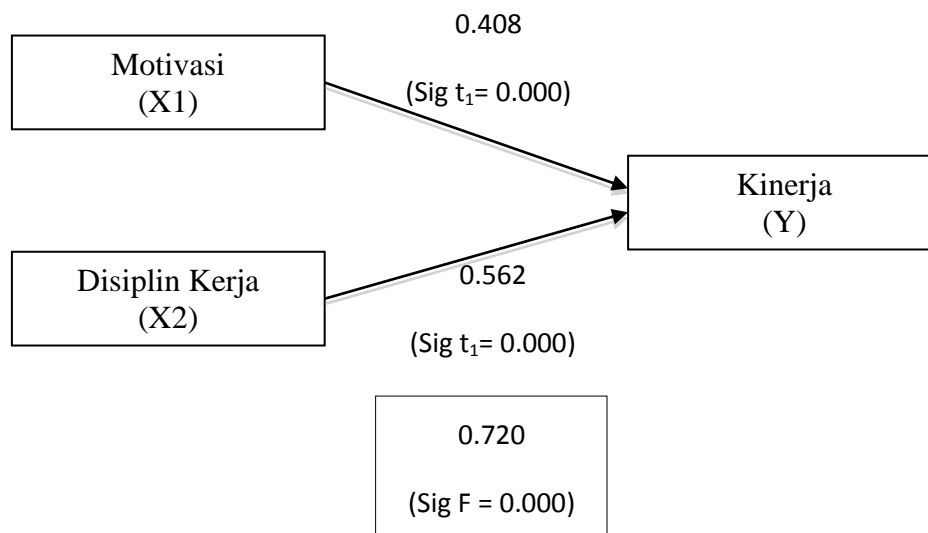 0.408
Motivasi
(X1)
(Sig t₁= 0.000)
Kinerja
(Y)
Disiplin Kerja
(X2)
0.562
(Sig t₁= 0.000)
0.720
(Sig F = 0.000)